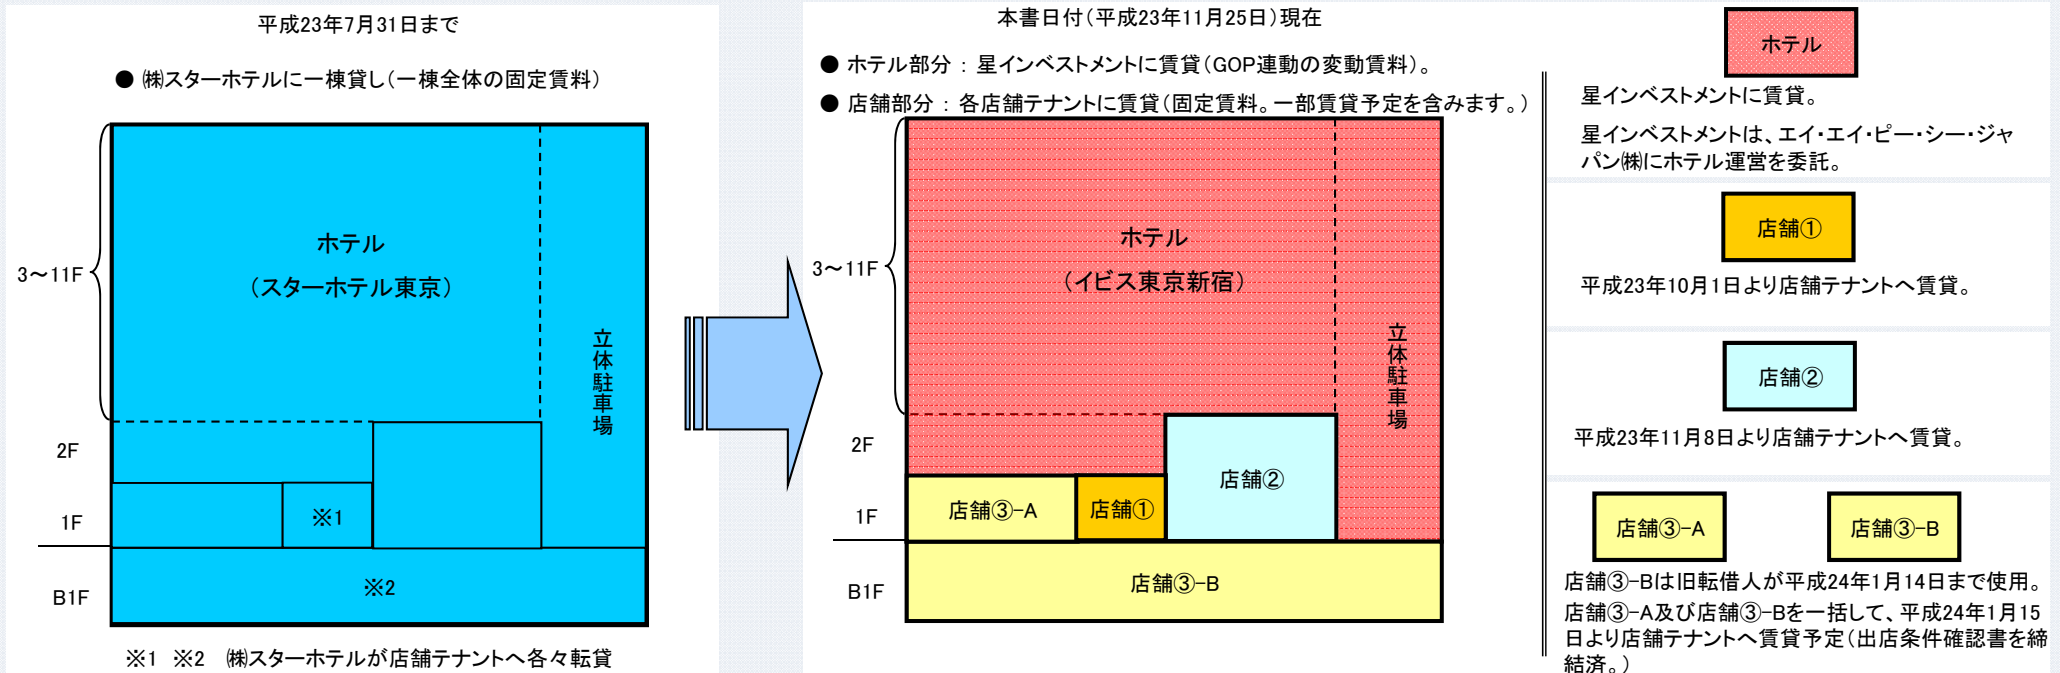 平成23年7月31日まで
● ㈱スターホテルに一棟貸し(一棟全体の固定賃料)
3～11F
ホテル
(スターホテル東京)
立体駐車場
2F
1F
※1
B1F
※2
※1 ※2 ㈱スターホテルが店舗テナントへ各々転貸
本書日付(平成23年11月25日)現在
● ホテル部分 : 星インベストメントに賃貸(GOP連動の変動賃料)。
● 店舗部分 : 各店舗テナントに賃貸(固定賃料。一部賃貸予定を含みます。)
3～11F
ホテル
(イビス東京新宿)
立体駐車場
2F
店舗②
1F
店舗③-A
店舗①
B1F
店舗③-B
ホテル
星インベストメントに賃貸。
星インベストメントは、エイ・エイ・ピー・シー・ジャ
パン㈱にホテル運営を委託。
店舗①
平成23年10月1日より店舗テナントへ賃貸。
店舗②
平成23年11月8日より店舗テナントへ賃貸。
店舗③-A
店舗③-B
店舗③-Bは旧転借人が平成24年1月14日まで使用。
店舗③-A及び店舗③-Bを一括して、平成24年1月15
日より店舗テナントへ賃貸予定(出店条件確認書を締
結済。)